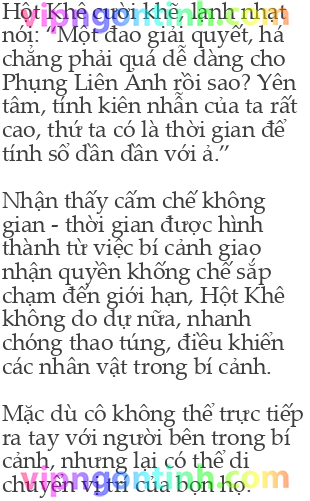 Hột Khê cười khẽ, lạnh nhạt
nói: “Một đao giải quyết, há
chẳng phải quá dễ dàng cho
Phụng Liên Ảnh rồi sao? Yên
tâm, tính kiên nhẫn của ta rất
cao, thứ ta có là thời gian để
tính sổ dần dần với ả.”

Nhận thấy cấm chế không
gian - thời gian được hình
thành từ việc bí cảnh giao
nhận quyền khống chế sắp
chạm đến giới hạn, Hột Khê
không do dự nữa, nhanh
chóng thao túng, điều khiển
các nhân vật trong bí cảnh.

Mặc dù cô không thể trực tiếp
ra tay với người bên trong bí
cảnh, nhưng lại có thể di
chuyển vị trí của bọn họ.
vipngontinh.com
vipngontinh.com